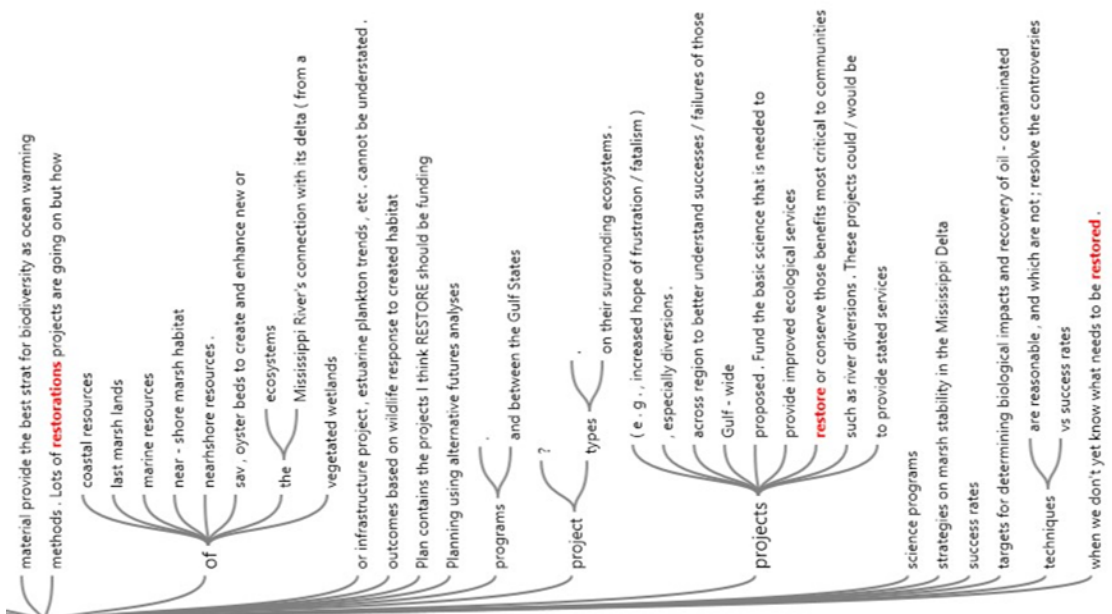 material provide the best strat for biodiversity as ocean warming
methods . Lots of restorations projects are going on but how
of
coastal resources
last marsh lands
marine resources
near - shore marsh habitat
nearhshore resources .
sav , oyster beds to create and enhance new or
the
ecosystems
Mississippi River's connection with its delta ( from a
vegetated wetlands
or infrastructure project , estuarine plankton trends , etc . cannot be understated .
outcomes based on wildlife response to created habitat
Plan contains the projects I think RESTORE should be funding
Planning using alternative futures analyses
programs
.
and between the Gulf States
project
?
types
.
on their surrounding ecosystems .
projects
( e . g . , increased hope of frustration / fatalism )
, especially diversions .
across region to better understand successes / failures of those
Gulf - wide
proposed . Fund the basic science that is needed to
provide improved ecological services
restore or conserve those benefits most critical to communities
such as river diversions . These projects could / would be
to provide stated services
science programs
strategies on marsh stability in the Mississippi Delta
success rates
targets for determining biological impacts and recovery of oil - contaminated
techniques
are reasonable , and which are not ; resolve the controversies
vs success rates
when we don't yet know what needs to be restored .